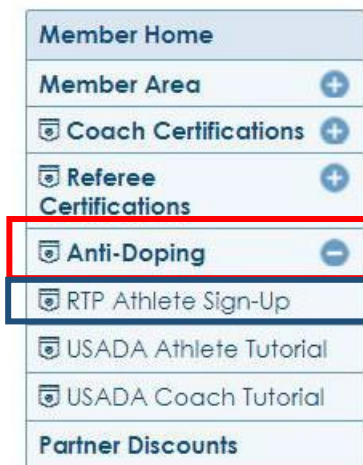 Member Home
Member Area
Coach Certifications
Referee
Certifications
Anti-Doping
RTP Athlete Sign-Up
USADA Athlete Tutorial
USADA Coach Tutorial
Partner Discounts